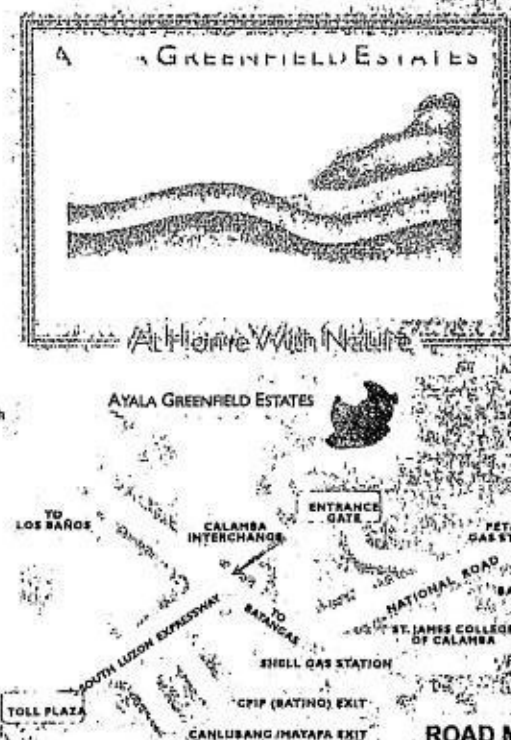 A GREENFIELD ESTATES
At Home With Nature
AYALA GREENFIELD ESTATES
TO
LOS BAÑOS
CALAMBA
INTERCHANGE
ENTRANCE
GATE
GAS
NATIONAL ROAD
TO
BATANGAS
ST. JAMES COLLEGE
OF CALAMBA
SOUTH LUZON EXPRESSWAY
SHELL GAS STATION
TOLL PLAZA
CPIP (BATINO) EXIT
CANLUBANG/MAYAPA EXIT
ROAD